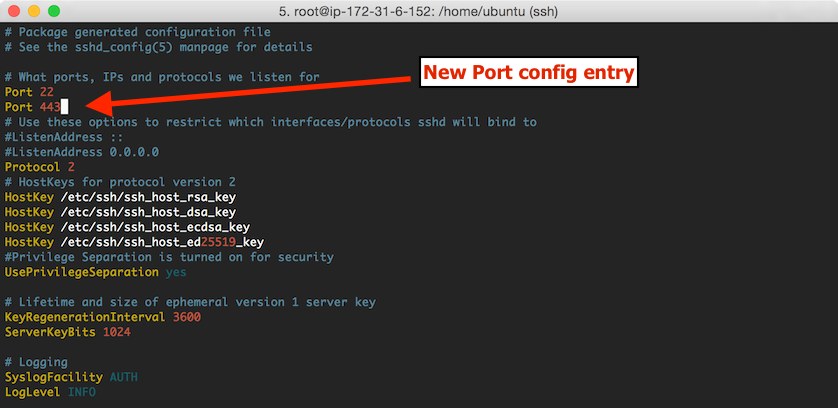 5. root@ip-172-31-6-152: /home/ubuntu (ssh)
# Package generated configuration file
# See the sshd_config(5) manpage for details
# What ports, IPs and protocols we listen for
New Port config entry
Port 22
Port 443
# Use these options to restrict which interfaces/protocols sshd will bind to
#ListenAddress ::
#ListenAddress 0.0.0.0
Protocol 2
# HostKeys for protocol version 2
HostKey /etc/ssh/ssh_host_rsa_key
HostKey /etc/ssh/ssh_host_dsa_key
HostKey /etc/ssh/ssh_host_ecdsa_key
HostKey /etc/ssh/ssh_host_ed25519_key
#Privilege Separation is turned on for security
UsePrivilegeSeparation yes
# Lifetime and size of ephemeral version 1 server key
KeyRegenerationInterval 3600
ServerKeyBits 1024
# Logging
SyslogFacility AUTH
LogLevel INFO